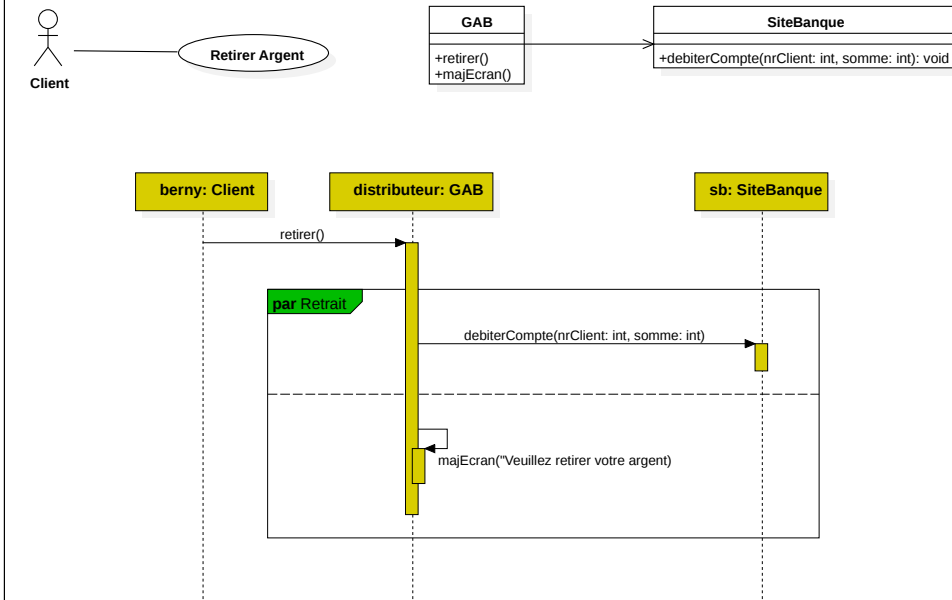 Client
Retirer Argent
GAB
+retirer()
+majEcran()
SiteBanque
+debiterCompte(nrClient: int, somme: int): void
berny: Client
distributeur: GAB
sb: SiteBanque
retirer()
par Retrait
debiterCompte(nrClient: int, somme: int)
majEcran("Veuillez retirer votre argent)